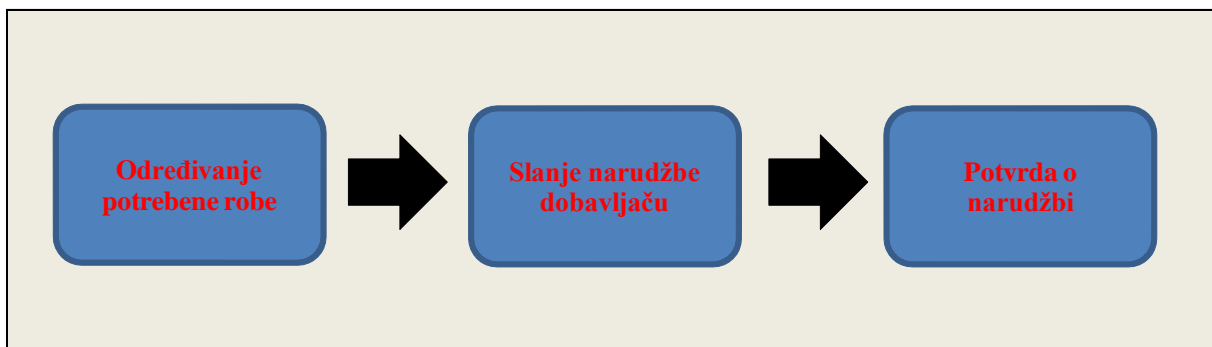 Određivanje
potrebene robe
Slanje narudžbe
dobavljaču
Potvrda o
narudžbi